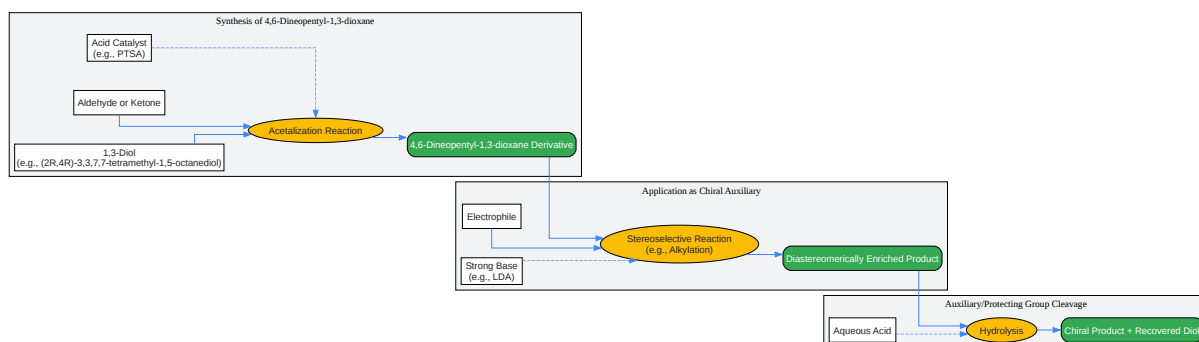 Synthesis of 4,6-Dineopentyl-1,3-dioxane
Acid Catalyst
(e.g., PTSA)
Aldehyde or Ketone
Acetalization Reaction
1,3-Diol
(e.g., (2R,4R)-3,3,7,7-tetramethyl-1,5-octanediol)
4,6-Dineopentyl-1,3-dioxane Derivative
Application as Chiral Auxiliary
Electrophile
Stereoselective Reaction
(e.g., Alkylation)
Strong Base
(e.g., LDA)
Diastereomerically Enriched Product
Auxiliary/Protecting Group Cleavage
Aqueous Acid
Hydrolysis
Chiral Product + Recovered Diol